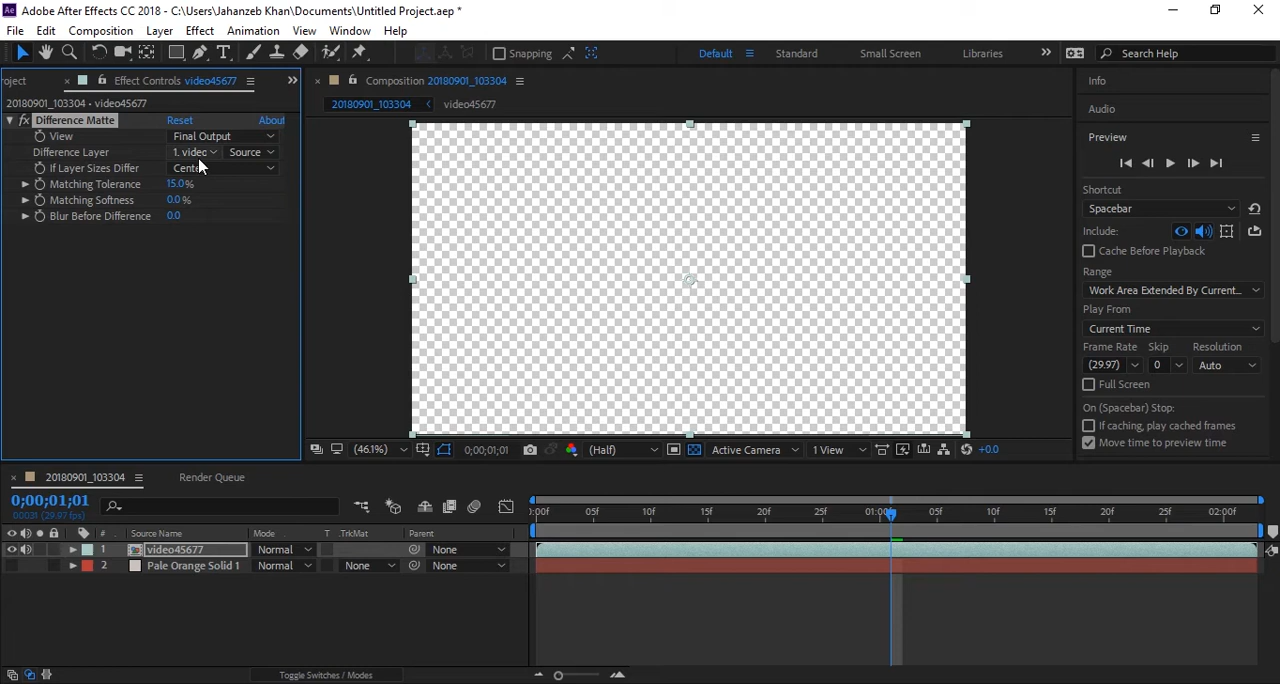 Ae Adobe After Effects CC 2018 - C:\Users\Jahanzeb Khan\Documents\Untitled Project.aep *
File Edit Composition Layer Effect Animation View Window Help
Snapping Default Standard Small Screen Libraries Search Help
roject Effect Controls video45677
20180901_103304 • video45677
fx Difference Matte Reset About
View Final Output
Difference Layer 1. videc Source
If Layer Sizes Differ Center
Matching Tolerance 15.0%
Matching Softness 0.0 %
Blur Before Difference 0.0
Composition 20180901_103304
20180901_103304 video45677
(46.1%) 0;00;01;01 (Half) Active Camera 1 View +0.0
Info
Audio
Preview
Shortcut
Spacebar
Include:
Cache Before Playback
Range
Work Area Extended By Current...
Play From
Current Time
Frame Rate Skip Resolution
(29.97) 0 Auto
Full Screen
On (Spacebar) Stop:
If caching, play cached frames
Move time to preview time
20180901_103304 Render Queue
0;00;01;01
00031 (29.97 fps)
# Source Name Mode T .TrkMat Parent
1 video45677 Normal None
2 Pale Orange Solid 1 Normal None None
):00f 05f 10f 15f 20f 25f 01:00f 05f 10f 15f 20f 25f 02:00f
Toggle Switches / Modes